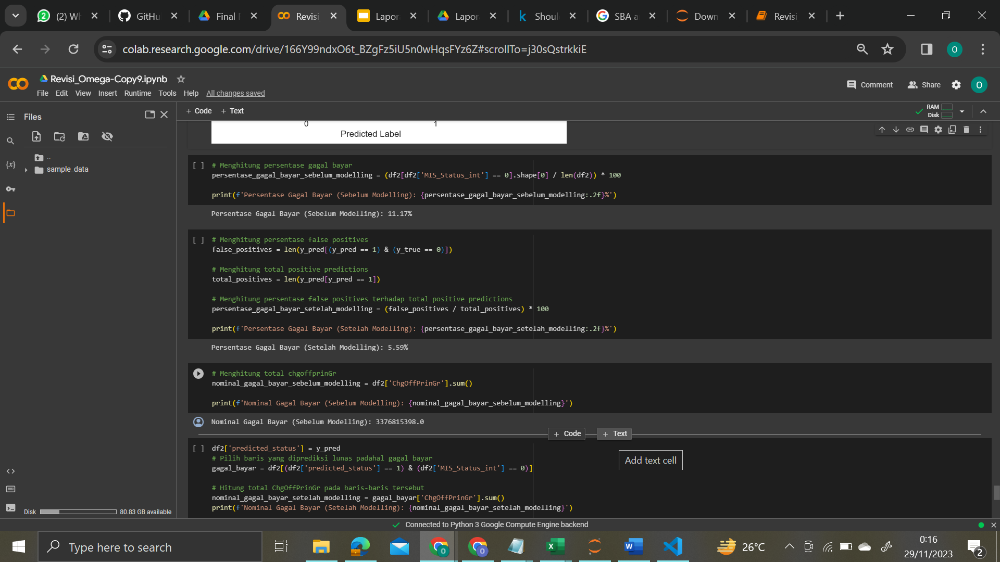 (2) Wh
GitHu
Final
Revisi
Lapor
Lapor
Shoul
SBA a
Down
Revisi
colab.research.google.com/drive/166Y99ndxO6t_BZgFz5iU5n0wHqsFYz6Z#scrollTo=j30sQstrkkiE
O
Revisi_Omega-Copy9.ipynb
File Edit View Insert Runtime Tools Help All changes saved
Comment Share O
Files
+ Code + Text
RAM
Disk
..
sample_data
0 1
Predicted Label
[ ] # Menghitung persentase gagal bayar
persentase_gagal_bayar_sebelum_modelling = (df2[df2['MIS_Status_int'] == 0].shape[0] / len(df2)) * 100
print(f'Persentase Gagal Bayar (Sebelum Modelling): {persentase_gagal_bayar_sebelum_modelling:.2f}%')
Persentase Gagal Bayar (Sebelum Modelling): 11.17%
[ ] # Menghitung persentase false positives
false_positives = len(y_pred[(y_pred == 1) & (y_true == 0)])
# Menghitung total positive predictions
total_positives = len(y_pred[y_pred == 1])
# Menghitung persentase false positives terhadap total positive predictions
persentase_gagal_bayar_setelah_modelling = (false_positives / total_positives) * 100
print(f'Persentase Gagal Bayar (Setelah Modelling): {persentase_gagal_bayar_setelah_modelling:.2f}%')
Persentase Gagal Bayar (Setelah Modelling): 5.59%
# Menghitung total chgoffprinGr
nominal_gagal_bayar_sebelum_modelling = df2['ChgOffPrinGr'].sum()
print(f'Nominal Gagal Bayar (Sebelum Modelling): {nominal_gagal_bayar_sebelum_modelling}')
Nominal Gagal Bayar (Sebelum Modelling): 3376815398.0
+ Code + Text
Add text cell
[ ] df2['predicted_status'] = y_pred
# Pilih baris yang diprediksi lunas padahal gagal bayar
gagal_bayar = df2[(df2['predicted_status'] == 1) & (df2['MIS_Status_int'] == 0)]
# Hitung total ChgOffPrinGr pada baris-baris tersebut
nominal_gagal_bayar_setelah_modelling = gagal_bayar['ChgOffPrinGr'].sum()
print(f'Nominal Gagal Bayar (Setelah Modelling): {nominal_gagal_bayar_setelah_modelling}')
Disk 80.83 GB available
Connected to Python 3 Google Compute Engine backend
Type here to search
26°C
0:16
29/11/2023
2